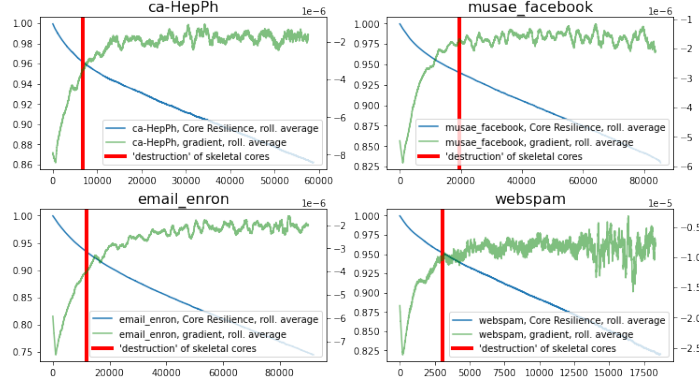 ca-HepPh
1e−6
1.00
0.98
0.96
0.94
0.92
0.90
0.88
0.86
−2
−3
−4
−5
−6
−7
−8
ca-HepPh, Core Resilience, roll. average
ca-HepPh, gradient, roll. average
'destruction' of skeletal cores
0 10000 20000 30000 40000 50000 60000
musae_facebook
1e−6
1.000
0.975
0.950
0.925
0.900
0.875
0.850
0.825
−1
−2
−3
−4
−5
−6
musae_facebook, Core Resilience, roll. average
musae_facebook, gradient, roll. average
'destruction' of skeletal cores
0 20000 40000 60000 80000
email_enron
1e−6
1.00
0.95
0.90
0.85
0.80
0.75
−2
−3
−4
−5
−6
−7
email_enron, Core Resilience, roll. average
email_enron, gradient, roll. average
'destruction' of skeletal cores
0 20000 40000 60000 80000
webspam
1e−5
1.000
0.975
0.950
0.925
0.900
0.875
0.850
0.825
−0.5
−1.0
−1.5
−2.0
−2.5
webspam, Core Resilience, roll. average
webspam, gradient, roll. average
'destruction' of skeletal cores
0 2500 5000 7500 10000 12500 15000 17500